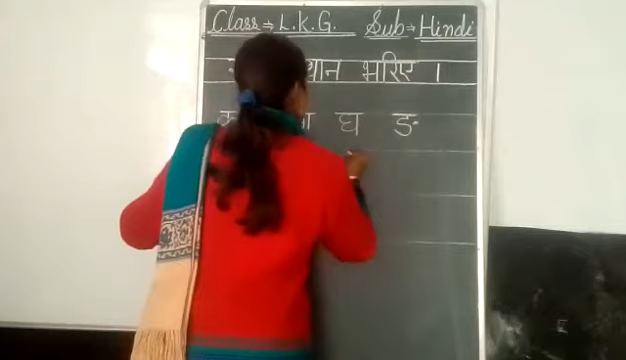 Class → L.K.G. Sub → Hindi
भरिए ।
क घ ङ